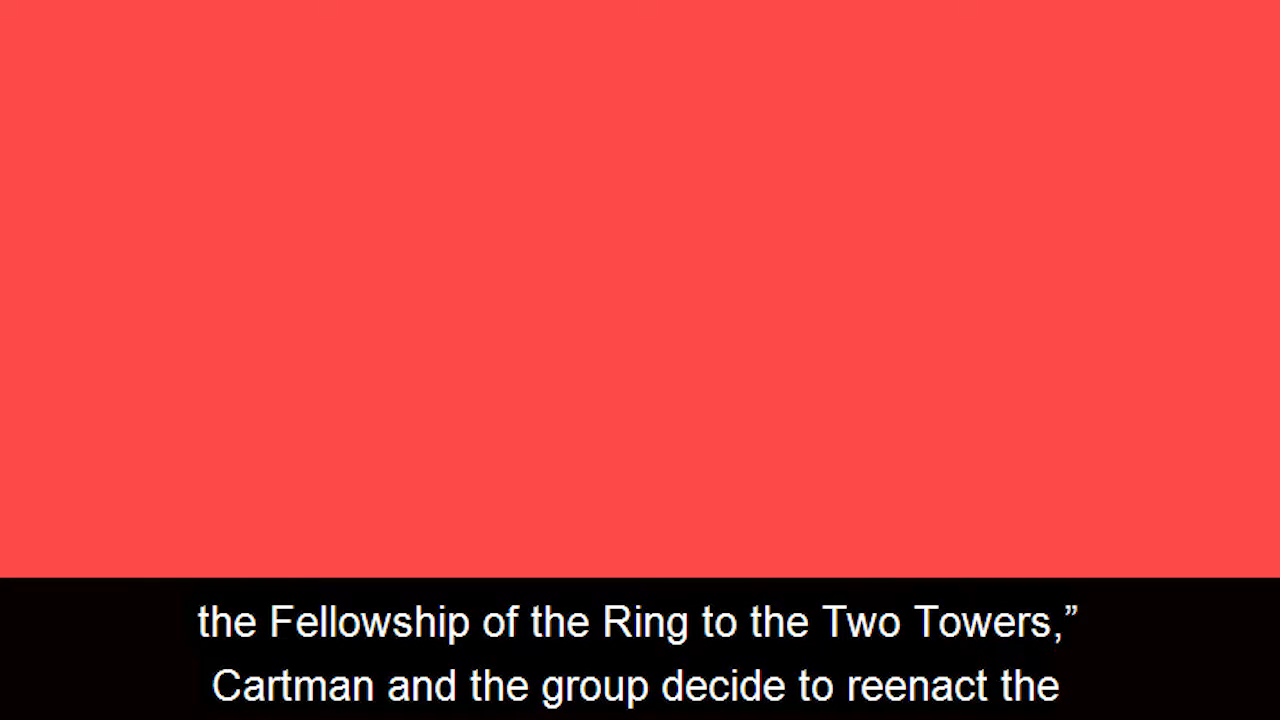 the Fellowship of the Ring to the Two Towers,”
Cartman and the group decide to reenact the